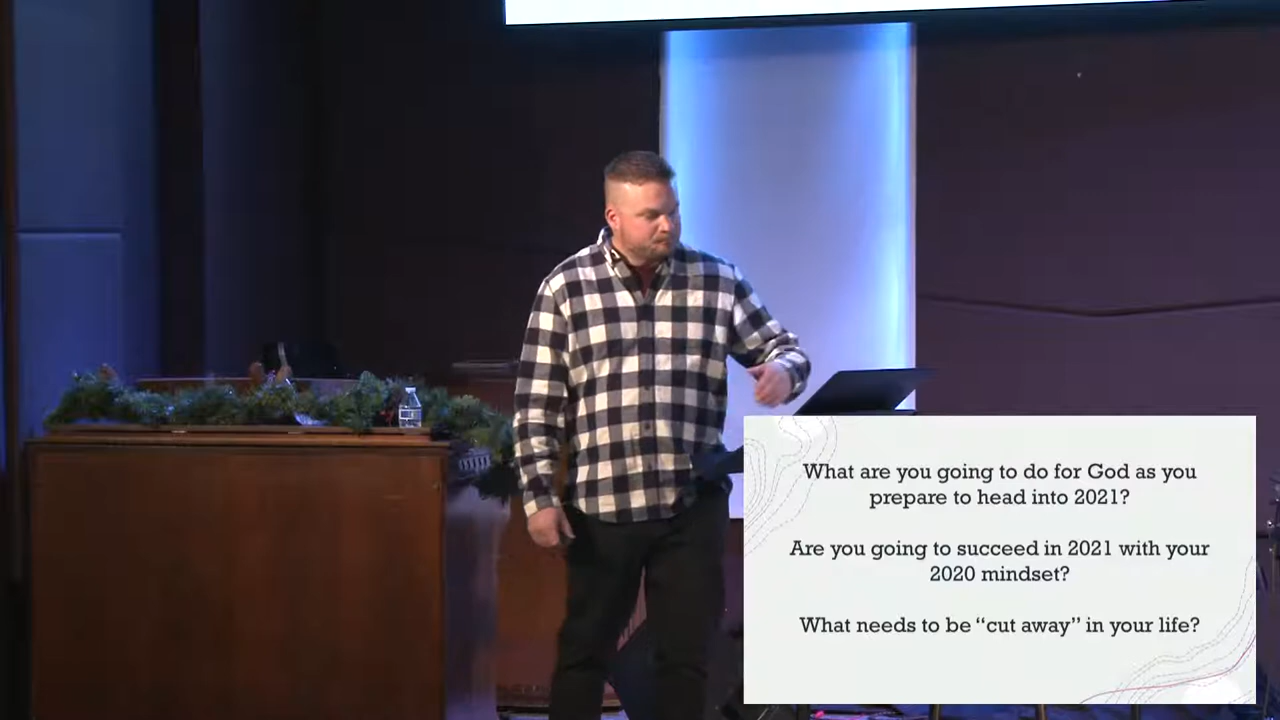 What are you going to do for God as you
prepare to head into 2021?
Are you going to succeed in 2021 with your
2020 mindset?
What needs to be “cut away” in your life?